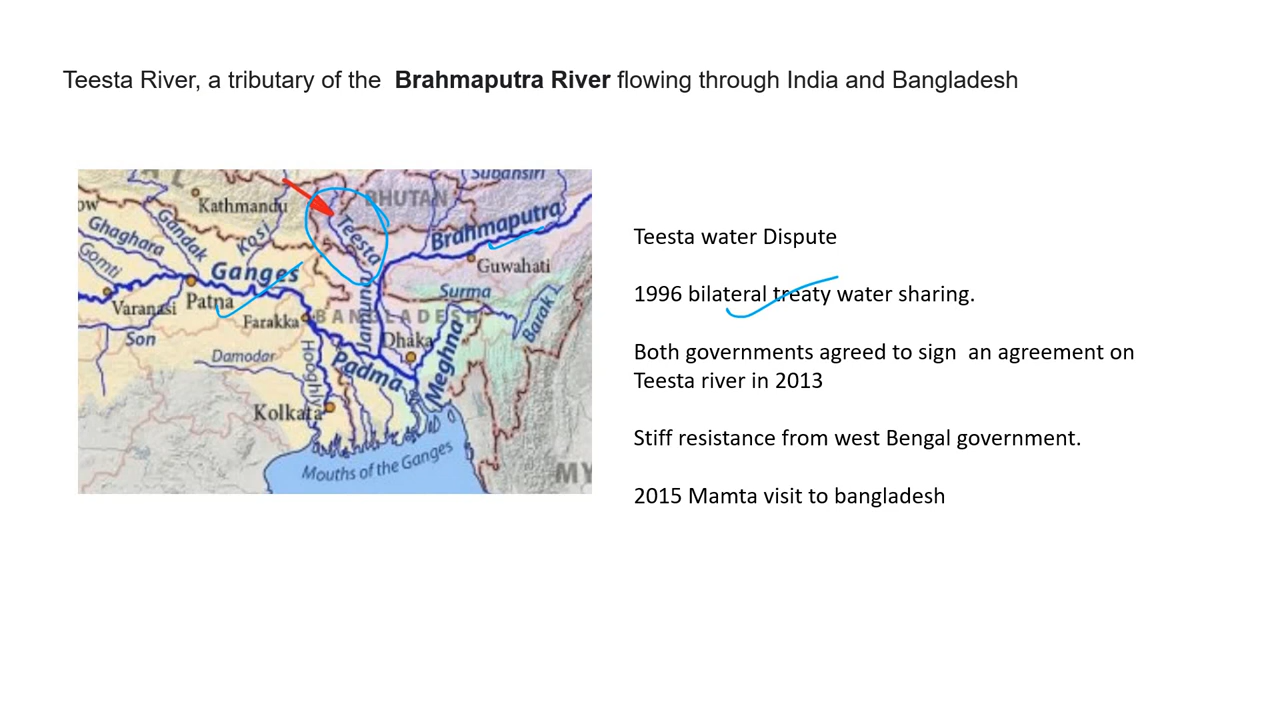 Teesta River, a tributary of the Brahmaputra River flowing through India and Bangladesh
Subansiri
Kathmandu
BHUTAN
Teesta
Brahmaputra
Ghaghara
Gandak
Kosi
Gomti
Ganges
Guwahati
Varanasi
Patna
Farakka
BANGLADESH
Surma
Barak
Jamuna
Son
Damodar
Hooghly
Dhaka
Padma
Meghna
Kolkata
Mouths of the Ganges
MY
Teesta water Dispute
1996 bilateral treaty water sharing.
Both governments agreed to sign an agreement on
Teesta river in 2013
Stiff resistance from west Bengal government.
2015 Mamta visit to bangladesh